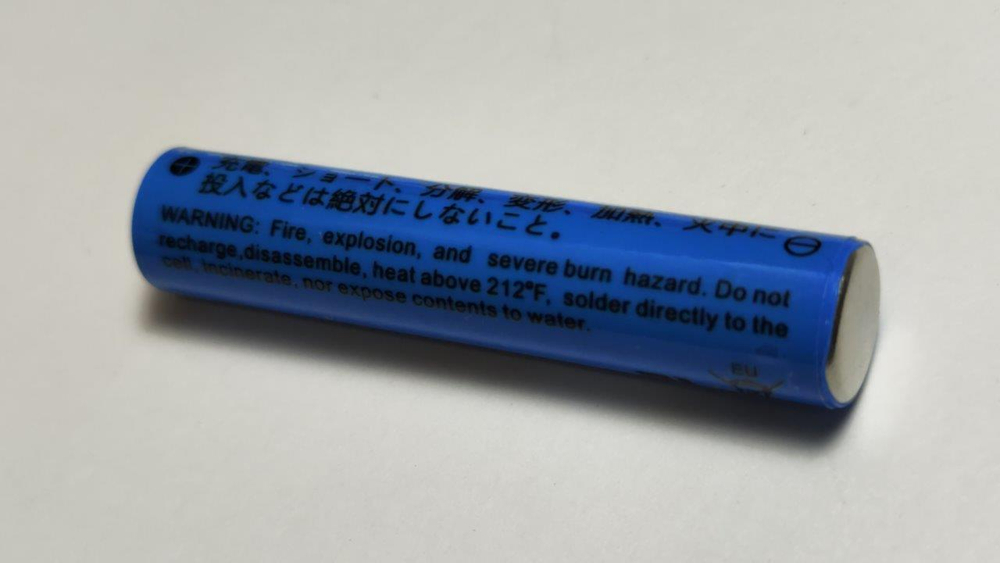 ⊕ 充電、ショート、分解、変形、加熱、火中に
投入などは絶対にしないこと。 ⊖
WARNING: Fire, explosion, and severe burn hazard. Do not
recharge,disassemble, heat above 212°F, solder directly to the
cell, incinerate, nor expose contents to water.
EU